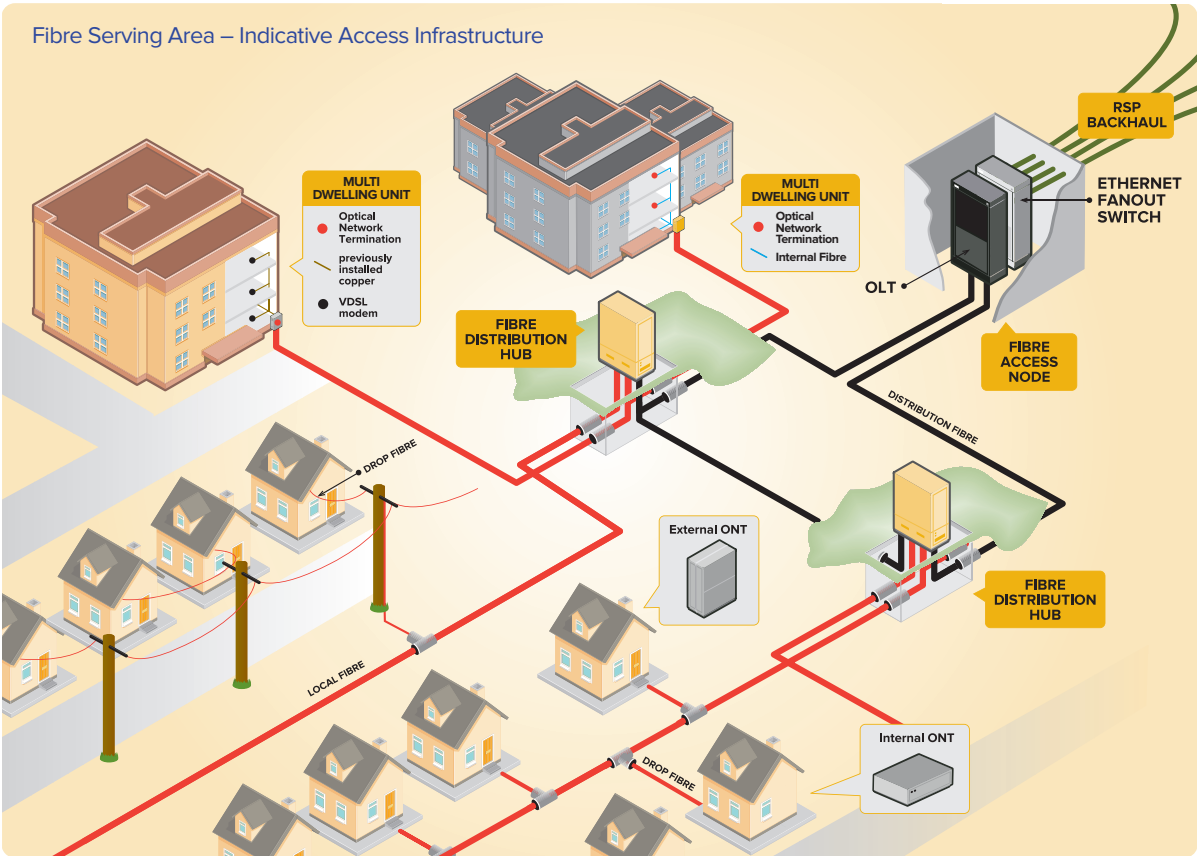 Fibre Serving Area – Indicative Access Infrastructure
RSP
BACKHAUL
MULTI
DWELLING UNIT
Optical
Network
Termination
previously
installed
copper
VDSL
modem
MULTI
DWELLING UNIT
Optical
Network
Termination
Internal Fibre
ETHERNET
FANOUT
SWITCH
OLT
FIBRE
DISTRIBUTION
HUB
FIBRE
ACCESS
NODE
DISTRIBUTION FIBRE
DROP FIBRE
External ONT
FIBRE
DISTRIBUTION
HUB
LOCAL FIBRE
Internal ONT
DROP FIBRE